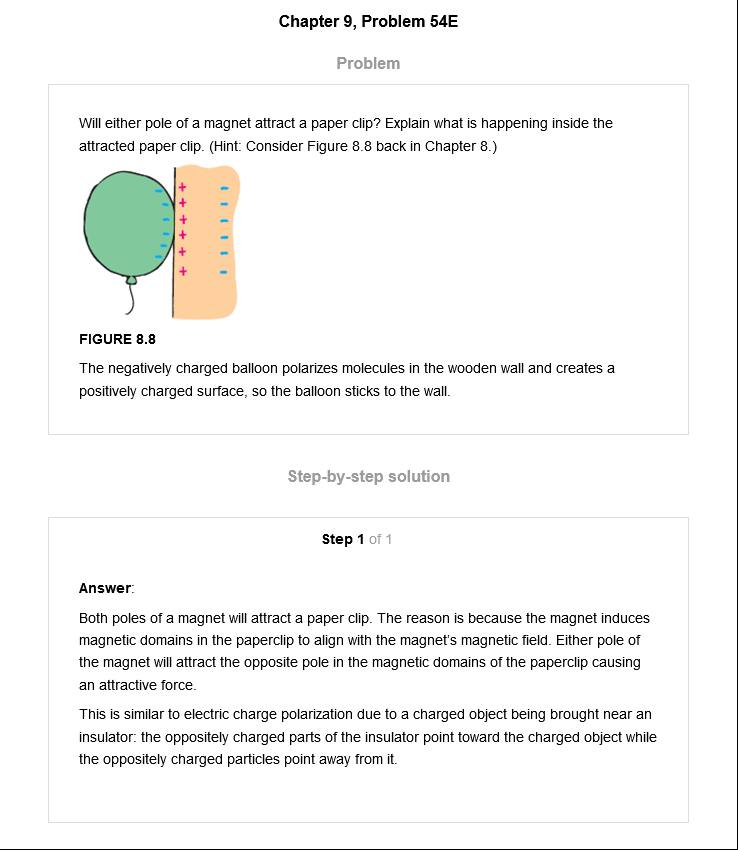 Chapter 9, Problem 54E
Problem
Will either pole of a magnet attract a paper clip? Explain what is happening inside the
attracted paper clip. (Hint: Consider Figure 8.8 back in Chapter 8.)
FIGURE 8.8
The negatively charged balloon polarizes molecules in the wooden wall and creates a
positively charged surface, so the balloon sticks to the wall.
Step-by-step solution
Step 1 of 1
Answer:
Both poles of a magnet will attract a paper clip. The reason is because the magnet induces
magnetic domains in the paperclip to align with the magnet's magnetic field. Either pole of
the magnet will attract the opposite pole in the magnetic domains of the paperclip causing
an attractive force.
This is similar to electric charge polarization due to a charged object being brought near an
insulator: the oppositely charged parts of the insulator point toward the charged object while
the oppositely charged particles point away from it.